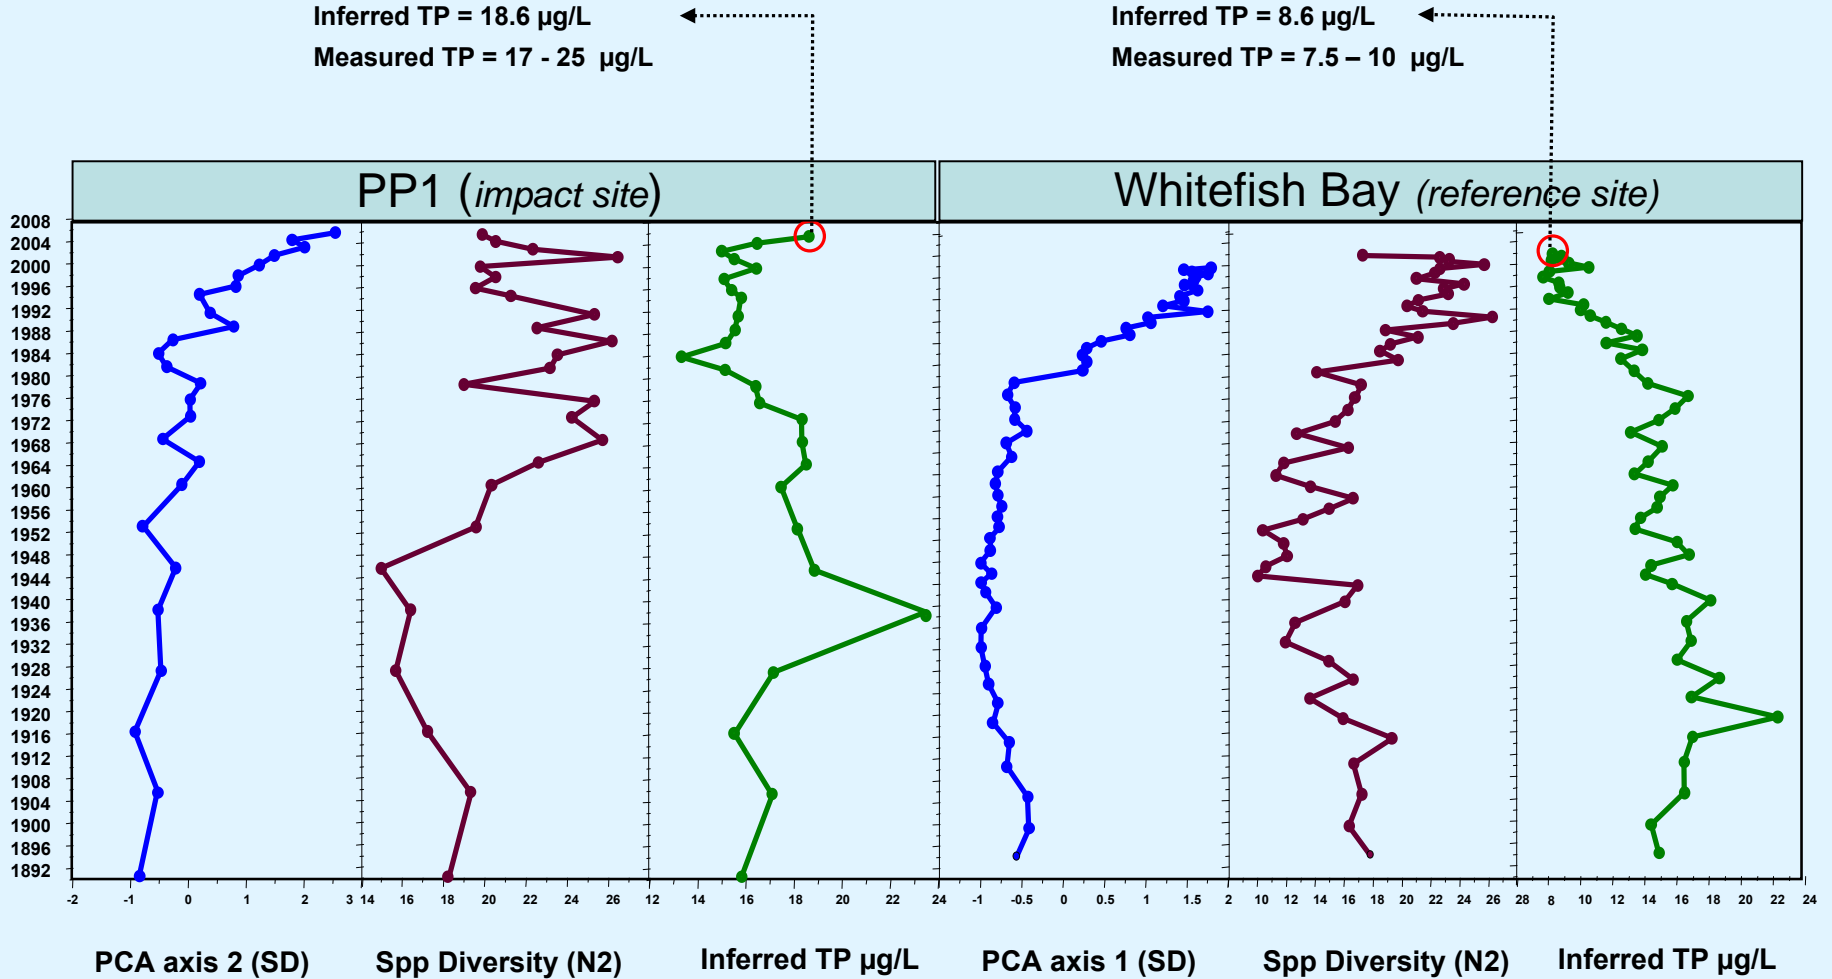 Inferred TP = 18.6 µg/L
Measured TP = 17 - 25 µg/L
Inferred TP = 8.6 µg/L
Measured TP = 7.5 – 10 µg/L
PP1 (impact site)
Whitefish Bay (reference site)
2008
2004
2000
1996
1992
1988
1984
1980
1976
1972
1968
1964
1960
1956
1952
1948
1944
1940
1936
1932
1928
1924
1920
1916
1912
1908
1904
1900
1896
1892
-2 -1 0 1 2 3
14 16 18 20 22 24 26
12 14 16 18 20 22 24
-1 -0.5 0 0.5 1 1.5 2
10 12 14 16 18 20 22 24 26 28
8 10 12 14 16 18 20 22 24
PCA axis 2 (SD)
Spp Diversity (N2)
Inferred TP µg/L
PCA axis 1 (SD)
Spp Diversity (N2)
Inferred TP µg/L